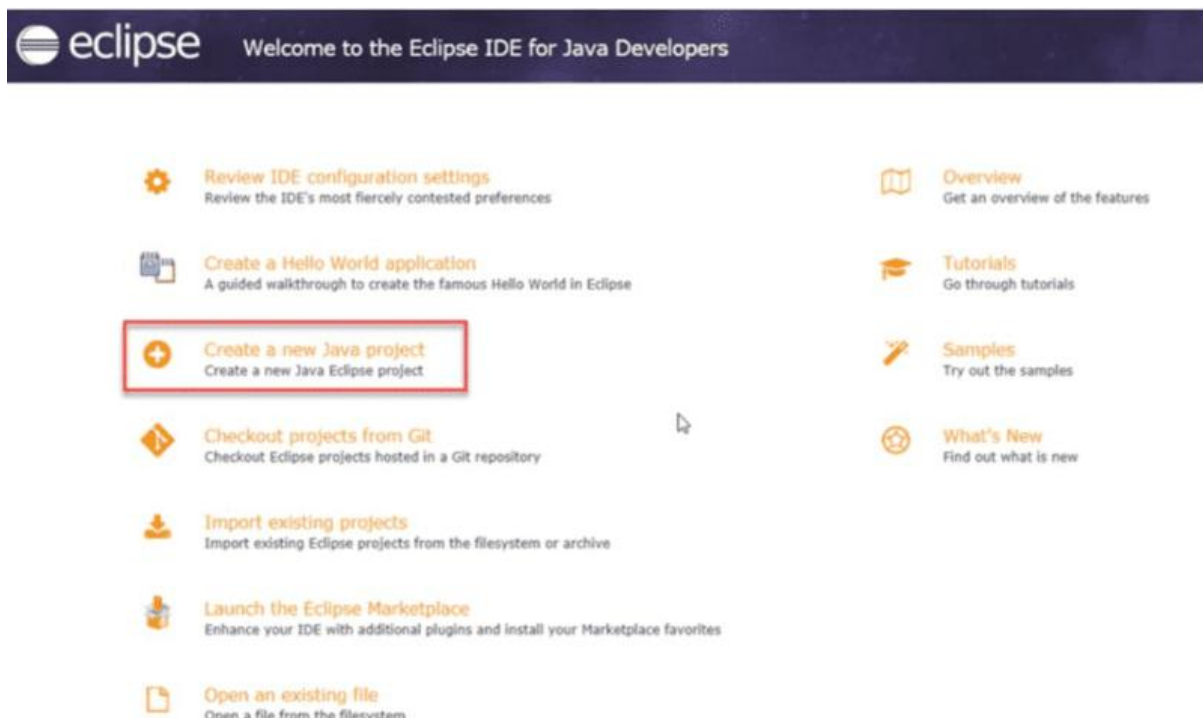 eclipse Welcome to the Eclipse IDE for Java Developers
Review IDE configuration settings
Review the IDE's most fiercely contested preferences
Create a Hello World application
A guided walkthrough to create the famous Hello World in Eclipse
Create a new Java project
Create a new Java Eclipse project
Checkout projects from Git
Checkout Eclipse projects hosted in a Git repository
Import existing projects
Import existing Eclipse projects from the filesystem or archive
Launch the Eclipse Marketplace
Enhance your IDE with additional plugins and install your Marketplace favorites
Open an existing file
Open a file from the filesystem
Overview
Get an overview of the features
Tutorials
Go through tutorials
Samples
Try out the samples
What's New
Find out what is new